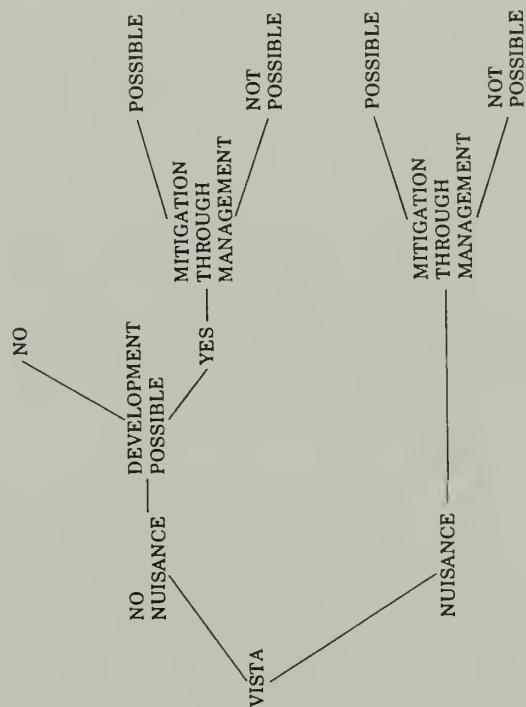 VISTA
NO
NUISANCE
DEVELOPMENT
POSSIBLE
NO
YES
MITIGATION
THROUGH
MANAGEMENT
POSSIBLE
NOT
POSSIBLE
NUISANCE
MITIGATION
THROUGH
MANAGEMENT
POSSIBLE
NOT
POSSIBLE